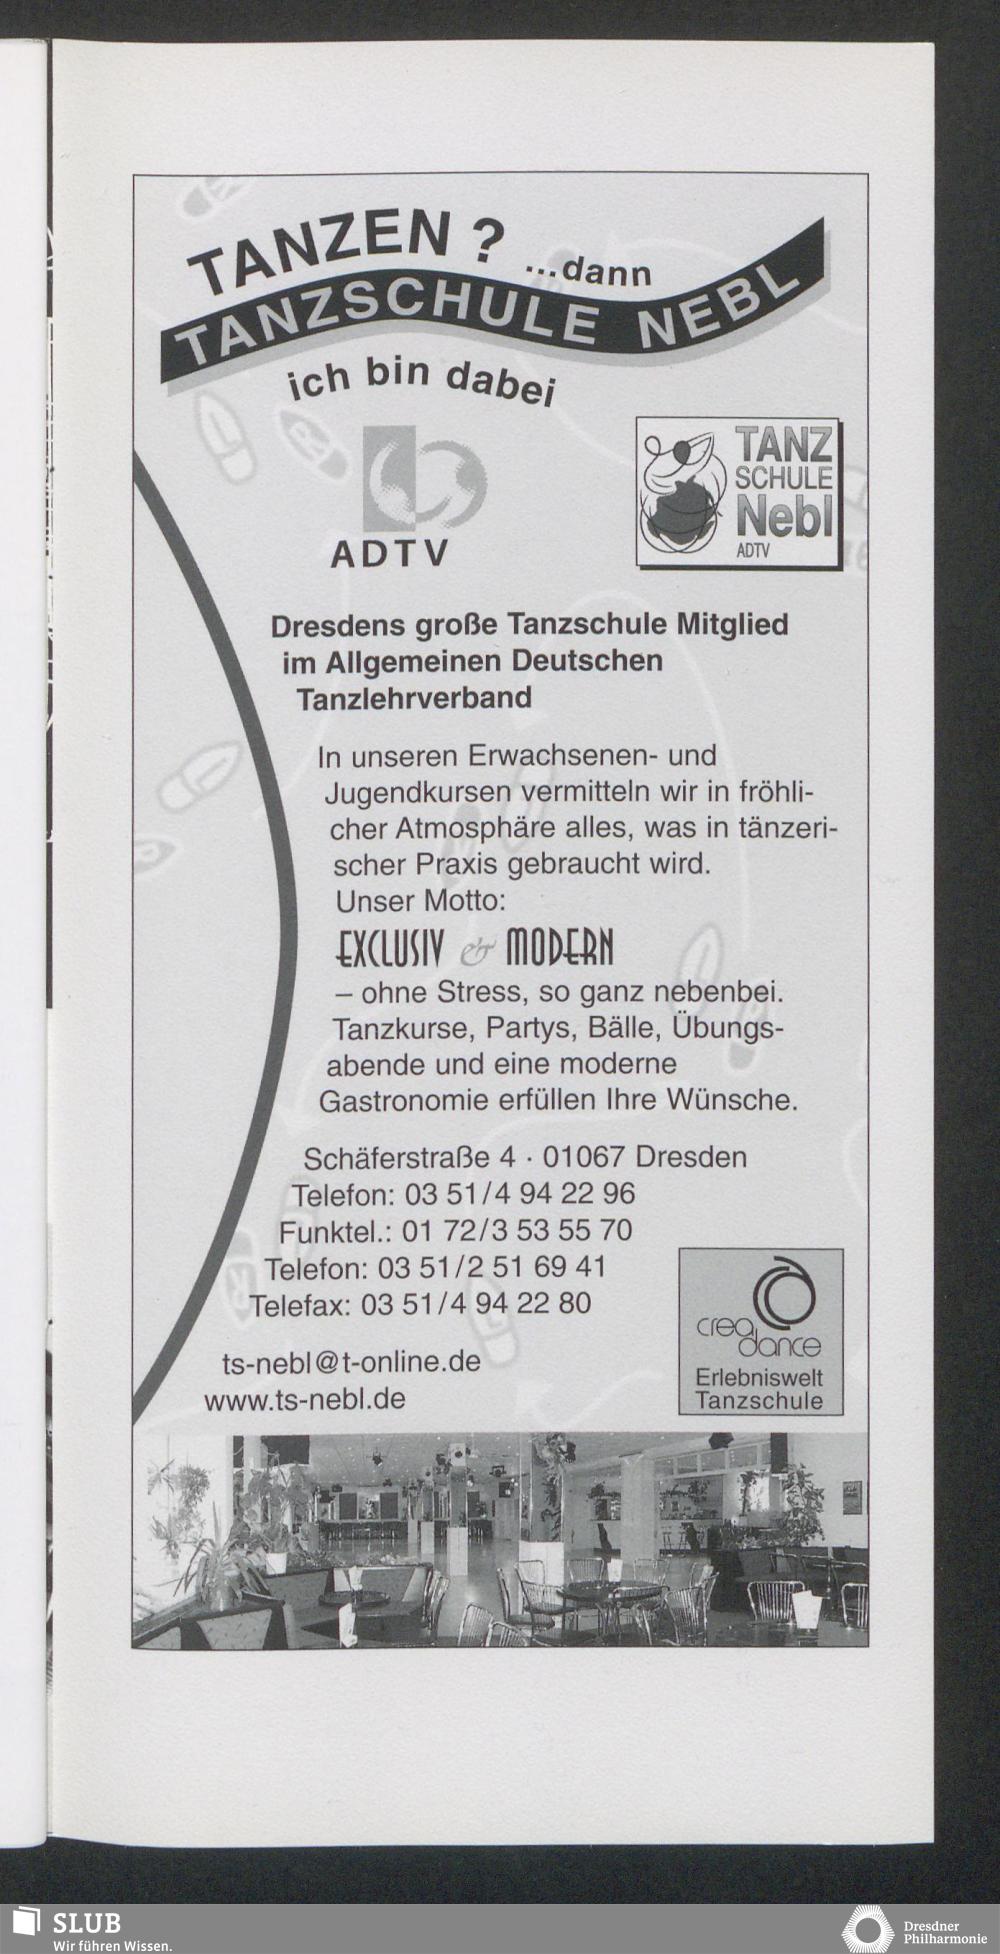 TANZEN ? ...dann
TANZSCHULE NEBL
ich bin dabei
ADTV
TANZ
SCHULE
Nebl
ADTV
Dresdens große Tanzschule Mitglied
im Allgemeinen Deutschen
Tanzlehrverband
In unseren Erwachsenen- und
Jugendkursen vermitteln wir in fröhli-
cher Atmosphäre alles, was in tänzeri-
scher Praxis gebraucht wird.
Unser Motto:
EXCLUSIV & MODERN
– ohne Stress, so ganz nebenbei.
Tanzkurse, Partys, Bälle, Übungs-
abende und eine moderne
Gastronomie erfüllen Ihre Wünsche.
Schäferstraße 4 · 01067 Dresden
Telefon: 03 51/4 94 22 96
Funktel.: 01 72/3 53 55 70
Telefon: 03 51/2 51 69 41
Telefax: 03 51/4 94 22 80
ts-nebl@t-online.de
www.ts-nebl.de
crea
dance
Erlebniswelt
Tanzschule
SLUB
Wir führen Wissen.
Dresdner
Philharmonie